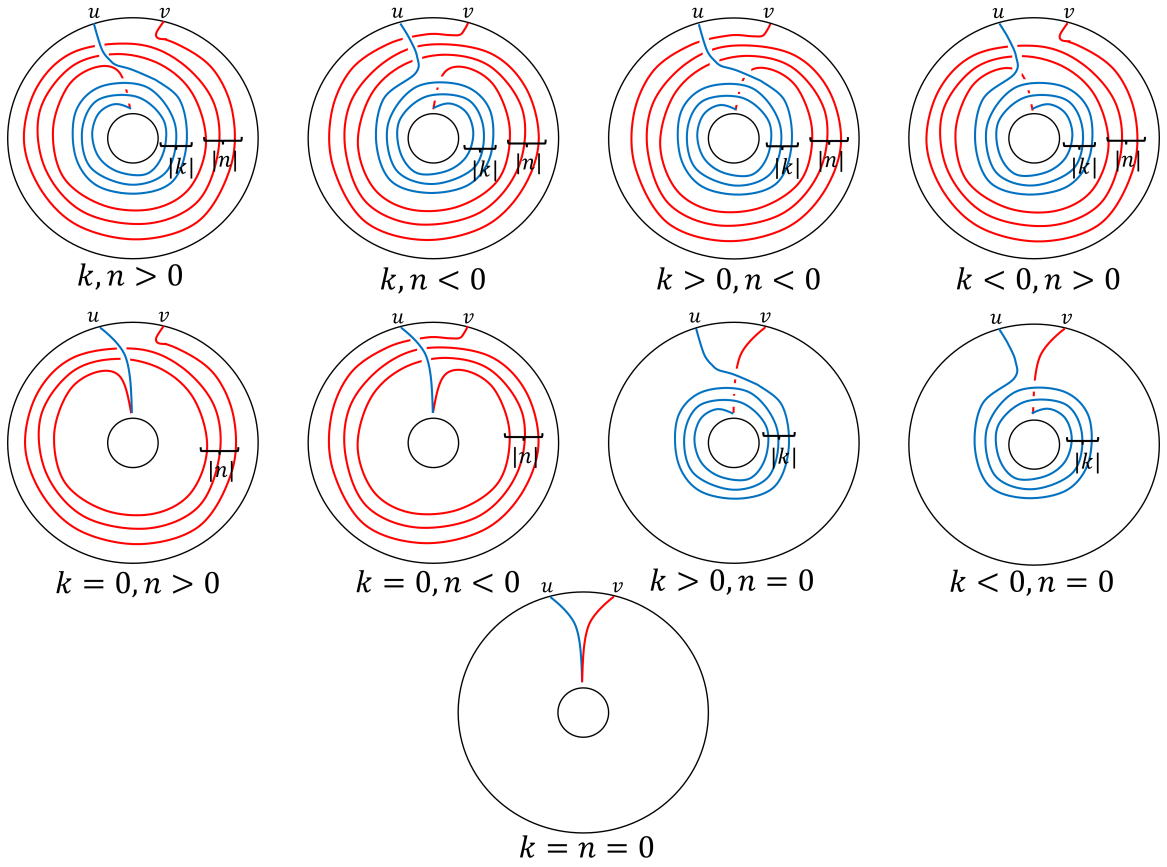 u v u v u v u v
|k| |n| |k| |n| |k| |n| |k| |n|
k, n > 0 k, n < 0 k > 0, n < 0 k < 0, n > 0
u v u v u v u v
|n| |n| |k| |k|
k = 0, n > 0 k = 0, n < 0 k > 0, n = 0 k < 0, n = 0
u v
k = n = 0